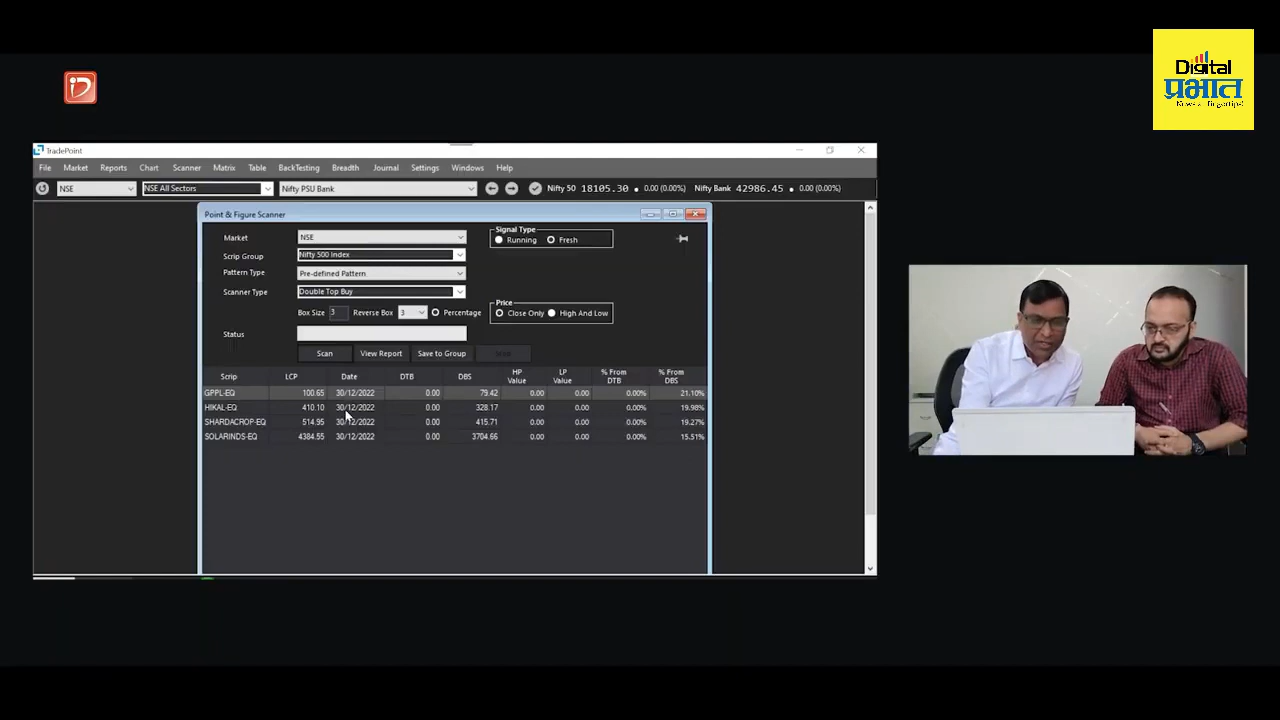 Digital
प्रभात
iD
TradePoint
File Market Reports Chart Scanner Matrix Table BackTesting Breadth Journal Settings Windows Help
NSE NSE All Sectors Nifty PSU Bank Nifty 50 18105.30 0.00 (0.00%) Nifty Bank 42986.45 0.00 (0.00%)
Point & Figure Scanner
Market NSE
Signal Type
Running Fresh
Scrip Group Nifty 500 Index
Pattern Type Pre-defined Pattern
Scanner Type Double Top Buy
Box Size 3 Reverse Box 3 Percentage
Price
Close Only High And Low
Status
Scan View Report Save to Group
Scrip LCP Date DTB DBS HP Value LP Value % From DTB % From DBS
GPPL-EQ 100.65 30/12/2022 0.00 79.42 0.00 0.00 0.00% 21.10%
HIKAL-EQ 410.10 30/12/2022 0.00 328.17 0.00 0.00 0.00% 19.98%
SHARDACROP-EQ 514.95 30/12/2022 0.00 415.71 0.00 0.00 0.00% 19.27%
SOLARINDS-EQ 4384.55 30/12/2022 0.00 3704.66 0.00 0.00 0.00% 15.51%